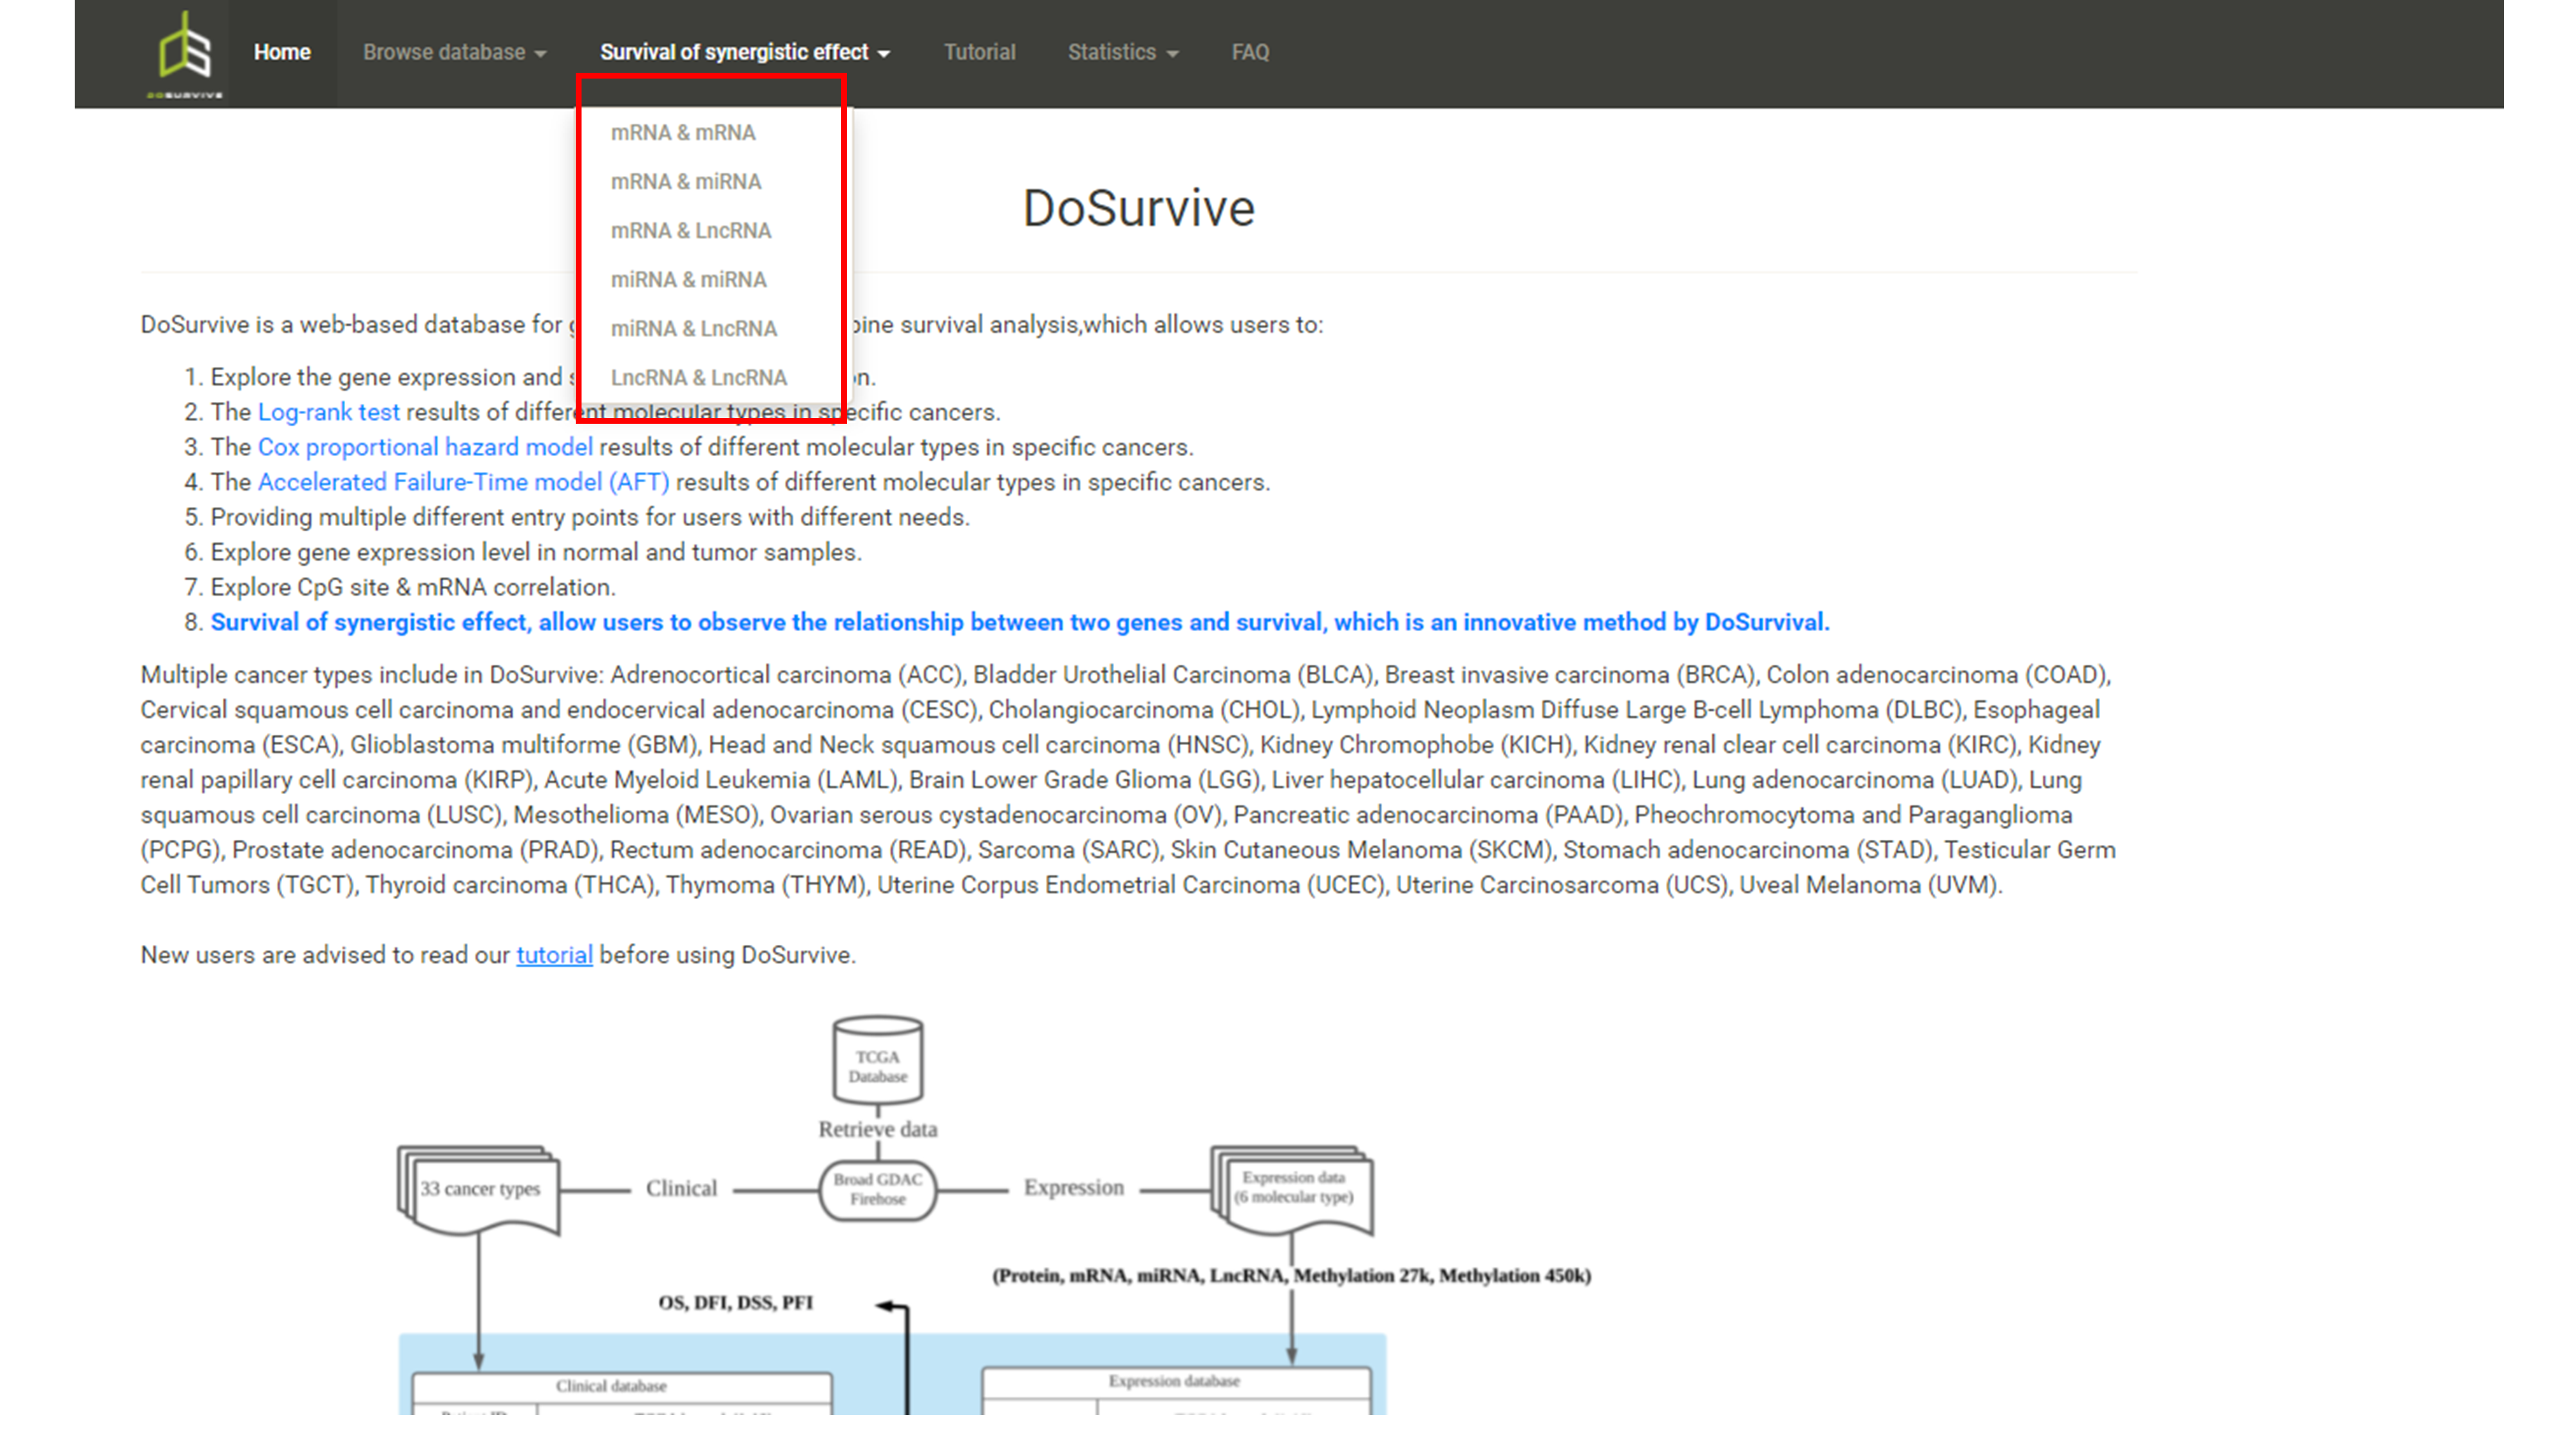 DOSURVIVE
Home Browse database Survival of synergistic effect Tutorial Statistics FAQ
mRNA & mRNA
mRNA & miRNA
mRNA & LncRNA
miRNA & miRNA
miRNA & LncRNA
LncRNA & LncRNA
DoSurvive
DoSurvive is a web-based database for survival analysis,which allows users to:
1. Explore the gene expression and
2. The Log-rank test results of different molecular types in specific cancers.
3. The Cox proportional hazard model results of different molecular types in specific cancers.
4. The Accelerated Failure-Time model (AFT) results of different molecular types in specific cancers.
5. Providing multiple different entry points for users with different needs.
6. Explore gene expression level in normal and tumor samples.
7. Explore CpG site & mRNA correlation.
8. Survival of synergistic effect, allow users to observe the relationship between two genes and survival, which is an innovative method by DoSurvival.
Multiple cancer types include in DoSurvive: Adrenocortical carcinoma (ACC), Bladder Urothelial Carcinoma (BLCA), Breast invasive carcinoma (BRCA), Colon adenocarcinoma (COAD),
Cervical squamous cell carcinoma and endocervical adenocarcinoma (CESC), Cholangiocarcinoma (CHOL), Lymphoid Neoplasm Diffuse Large B-cell Lymphoma (DLBC), Esophageal
carcinoma (ESCA), Glioblastoma multiforme (GBM), Head and Neck squamous cell carcinoma (HNSC), Kidney Chromophobe (KICH), Kidney renal clear cell carcinoma (KIRC), Kidney
renal papillary cell carcinoma (KIRP), Acute Myeloid Leukemia (LAML), Brain Lower Grade Glioma (LGG), Liver hepatocellular carcinoma (LIHC), Lung adenocarcinoma (LUAD), Lung
squamous cell carcinoma (LUSC), Mesothelioma (MESO), Ovarian serous cystadenocarcinoma (OV), Pancreatic adenocarcinoma (PAAD), Pheochromocytoma and Paraganglioma
(PCPG), Prostate adenocarcinoma (PRAD), Rectum adenocarcinoma (READ), Sarcoma (SARC), Skin Cutaneous Melanoma (SKCM), Stomach adenocarcinoma (STAD), Testicular Germ
Cell Tumors (TGCT), Thyroid carcinoma (THCA), Thymoma (THYM), Uterine Corpus Endometrial Carcinoma (UCEC), Uterine Carcinosarcoma (UCS), Uveal Melanoma (UVM).
New users are advised to read our tutorial before using DoSurvive.
TCGA
Database
Retrieve data
33 cancer types
Clinical
Broad GDAC
Firehose
Expression
Expression data
(6 molecular type)
(Protein, mRNA, miRNA, LncRNA, Methylation 27k, Methylation 450k)
OS, DFI, DSS, PFI
Clinical database
Expression database